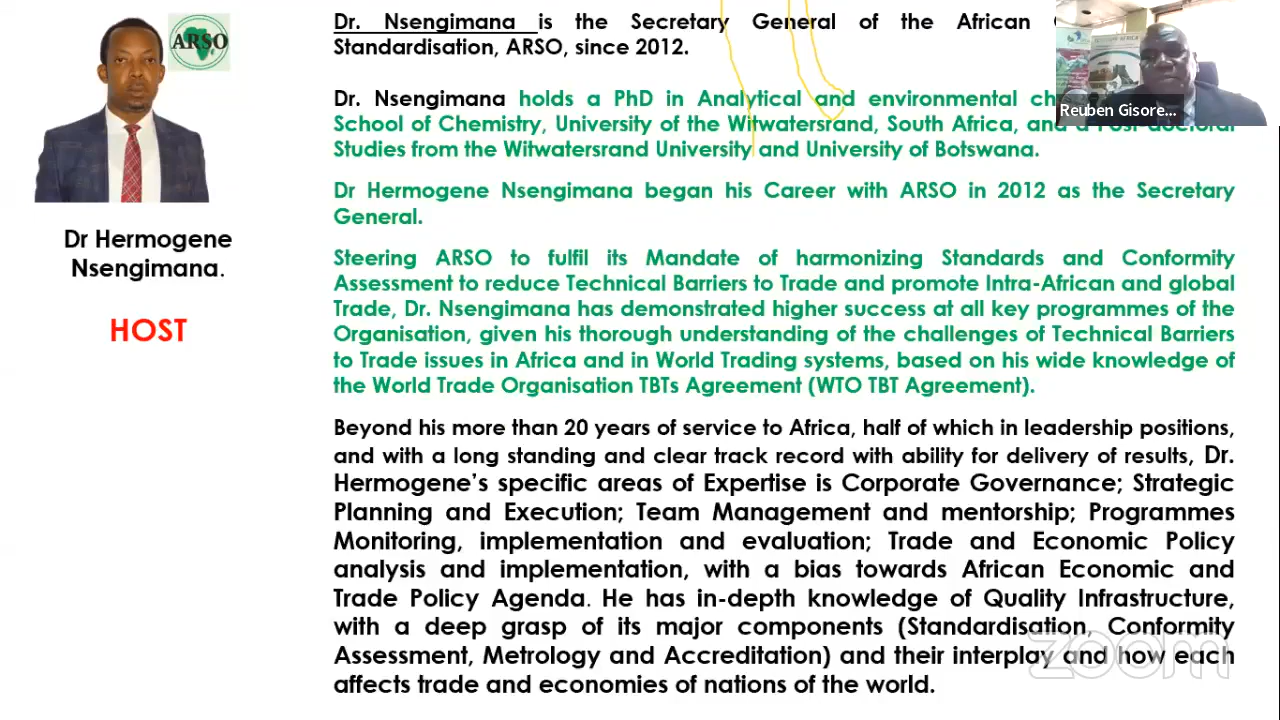 ARSO
Dr Hermogene
Nsengimana.
HOST
Dr. Nsengimana is the Secretary General of the African
Standardisation, ARSO, since 2012.
Dr. Nsengimana holds a PhD in Analytical and environmental
School of Chemistry, University of the Witwatersrand, South Africa, and a Post-doctoral
Studies from the Witwatersrand University and University of Botswana.
Dr Hermogene Nsengimana began his Career with ARSO in 2012 as the Secretary
General.
Steering ARSO to fulfil its Mandate of harmonizing Standards and Conformity
Assessment to reduce Technical Barriers to Trade and promote Intra-African and global
Trade, Dr. Nsengimana has demonstrated higher success at all key programmes of the
Organisation, given his thorough understanding of the challenges of Technical Barriers
to Trade issues in Africa and in World Trading systems, based on his wide knowledge of
the World Trade Organisation TBTs Agreement (WTO TBT Agreement).
Beyond his more than 20 years of service to Africa, half of which in leadership positions,
and with a long standing and clear track record with ability for delivery of results, Dr.
Hermogene’s specific areas of Expertise is Corporate Governance; Strategic
Planning and Execution; Team Management and mentorship; Programmes
Monitoring, implementation and evaluation; Trade and Economic Policy
analysis and implementation, with a bias towards African Economic and
Trade Policy Agenda. He has in-depth knowledge of Quality Infrastructure,
with a deep grasp of its major components (Standardisation, Conformity
Assessment, Metrology and Accreditation) and their interplay and how each
affects trade and economies of nations of the world.
Reuben Gisore...
zoom